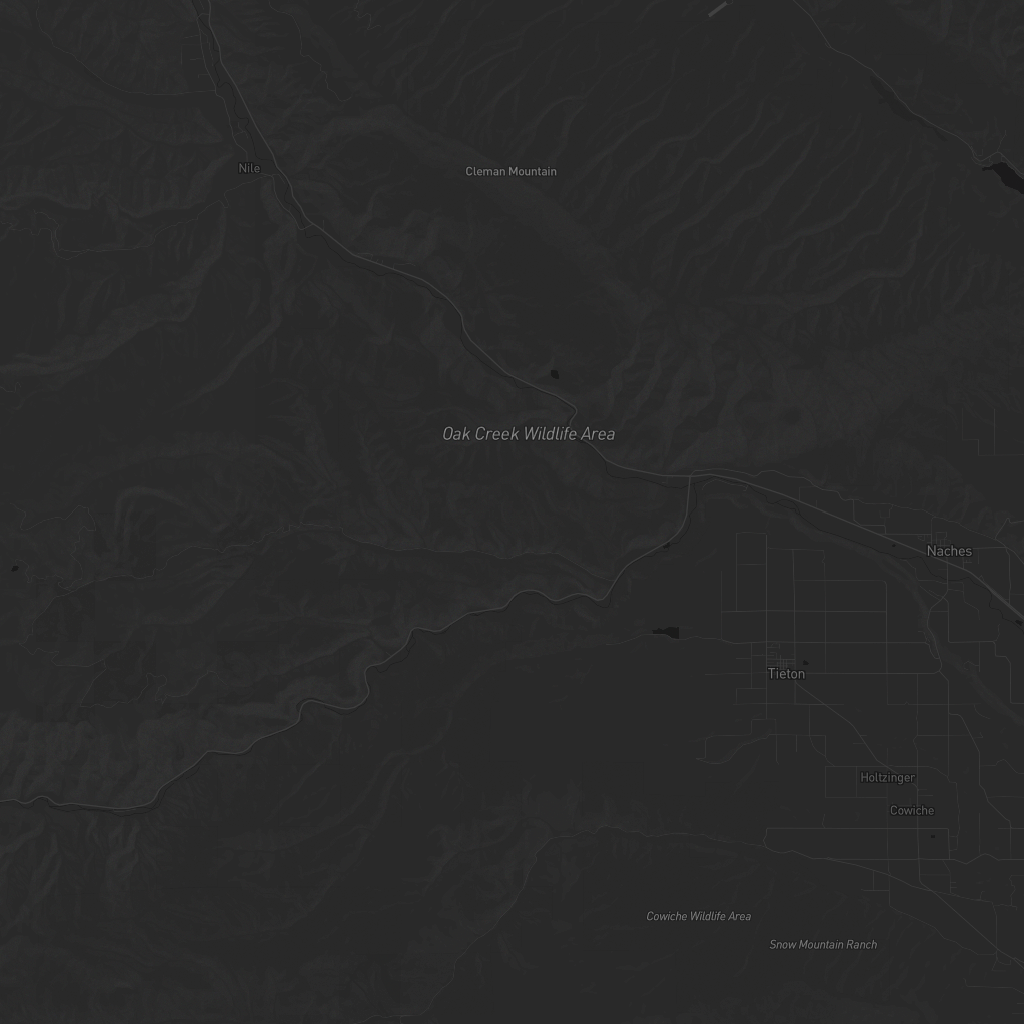 Nile
Cleman Mountain
Oak Creek Wildlife Area
Naches
Tieton
Holtzinger
Cowiche
Cowiche Wildlife Area
Snow Mountain Ranch